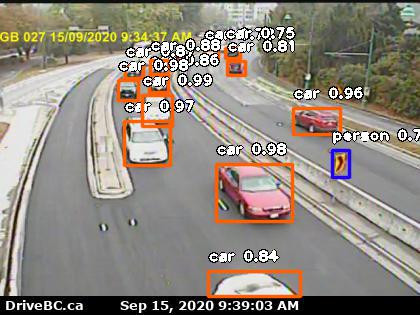 car 0.75
GB 027 15/09/2020 9:34:37 AM
car 0.88
car 0.81
car 0.98
0.86
car 0.99
car 0.97
car 0.96
person 0.7
car 0.98
car 0.84
DriveBC.ca Sep 15, 2020 9:39:03 AM